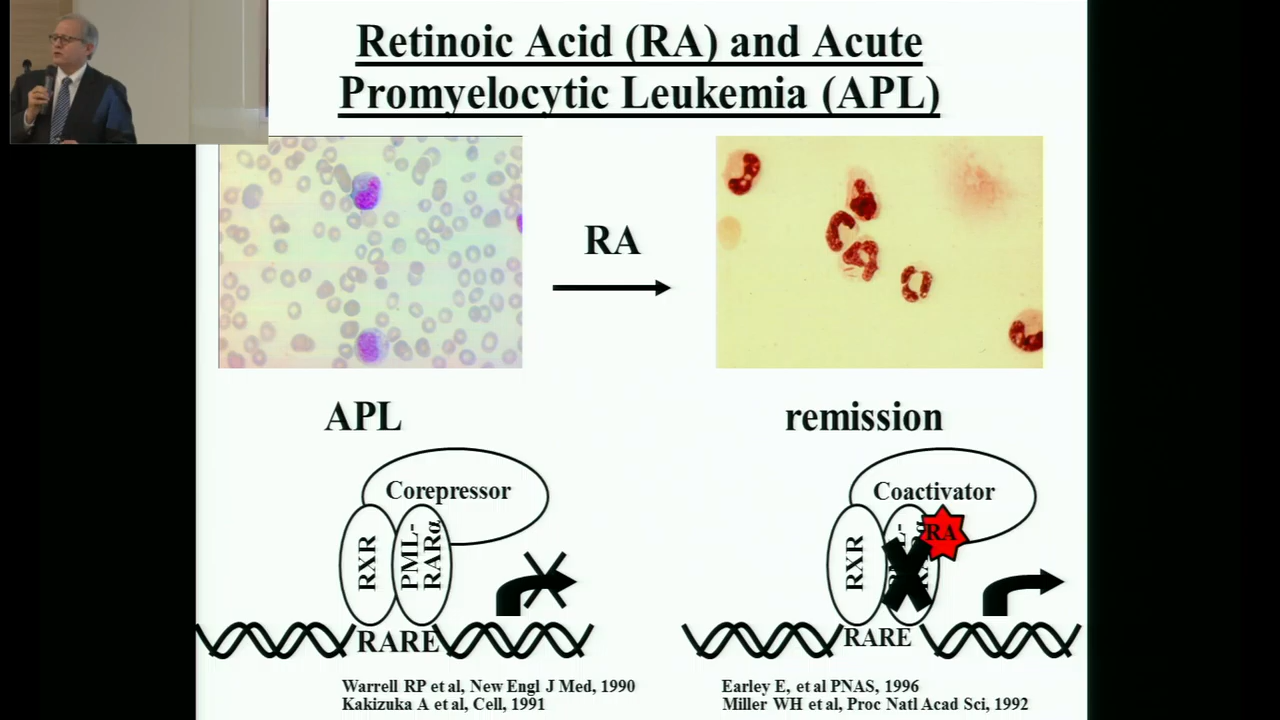 Retinoic Acid (RA) and Acute
Promyelocytic Leukemia (APL)
RA
APL
remission
Corepressor
RXR
PML-
RARα
RARE
Coactivator
RXR
RA
RARE
Warrell RP et al, New Engl J Med, 1990
Kakizuka A et al, Cell, 1991
Earley E, et al PNAS, 1996
Miller WH et al, Proc Natl Acad Sci, 1992